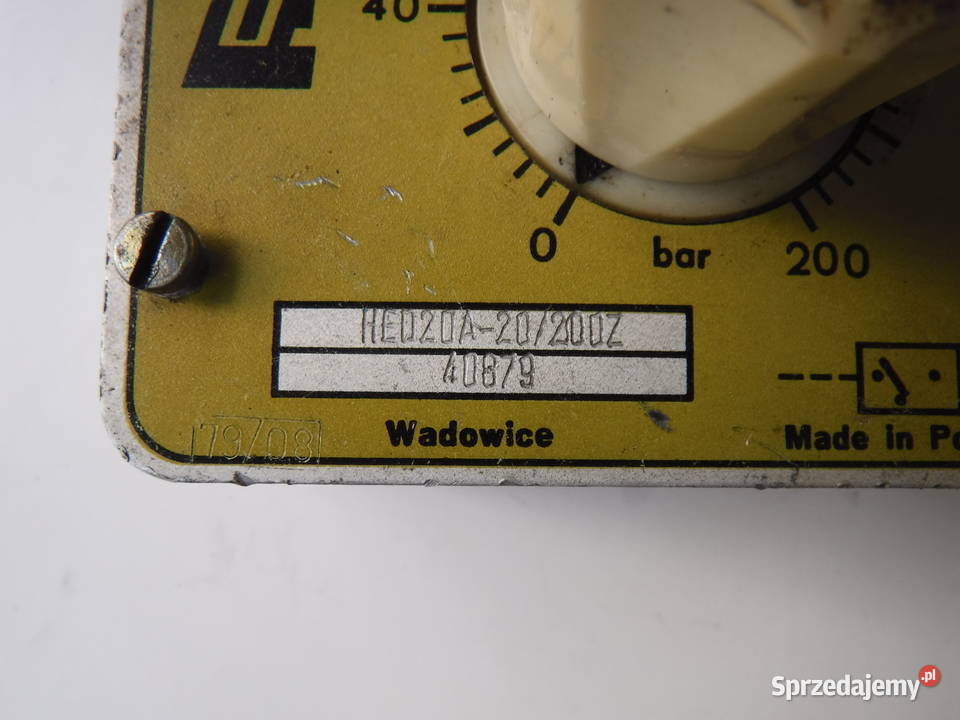 40
0 bar 200
HED20A-20/200Z
40879
79/08
Wadowice
Made in Po
Sprzedajemy.pl